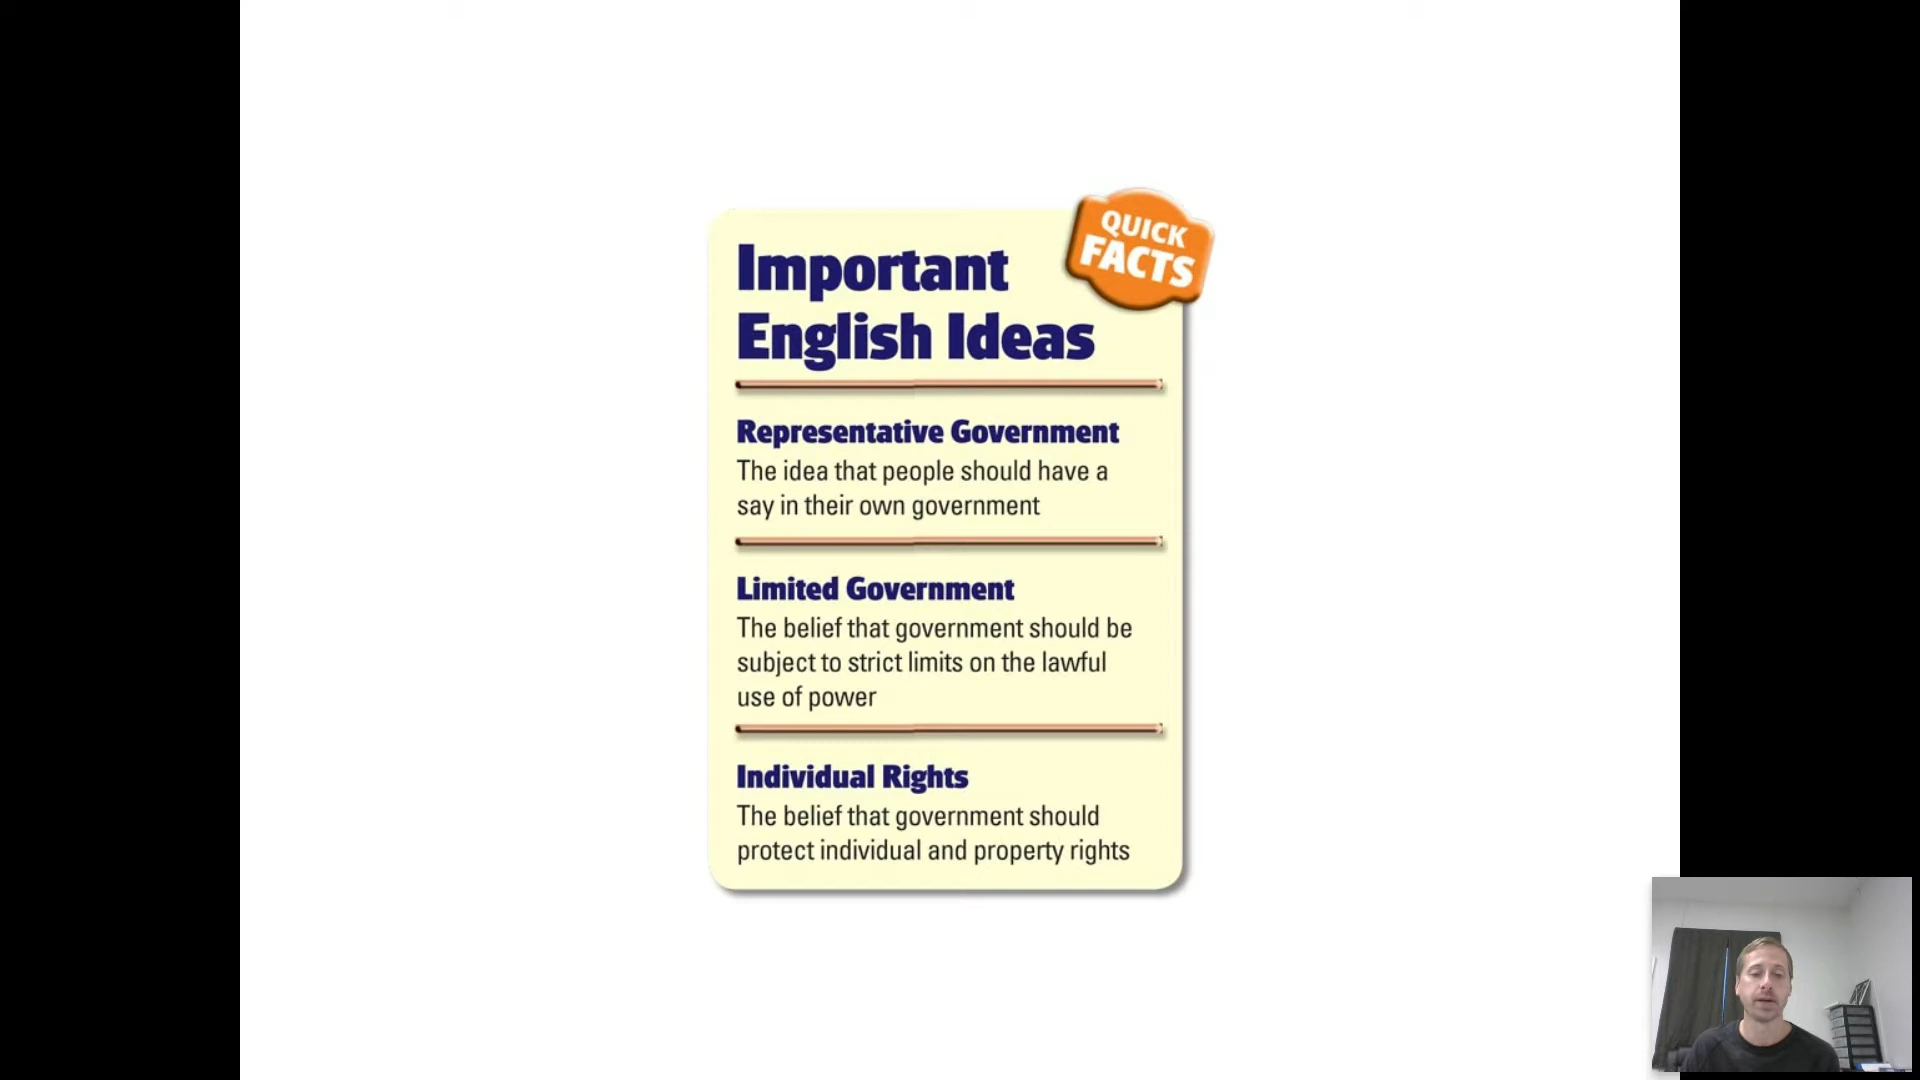 QUICK
FACTS
Important
English Ideas
Representative Government
The idea that people should have a
say in their own government
Limited Government
The belief that government should be
subject to strict limits on the lawful
use of power
Individual Rights
The belief that government should
protect individual and property rights